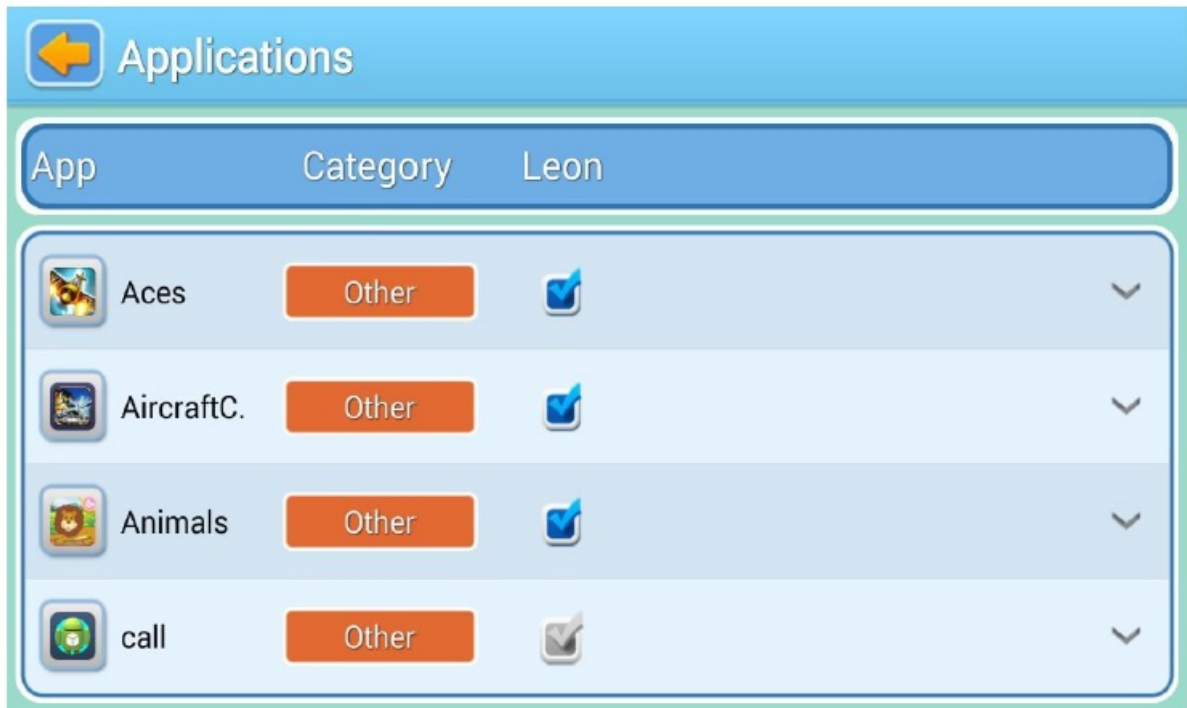 Applications
App Category Leon
Aces Other
AircraftC. Other
Animals Other
call Other